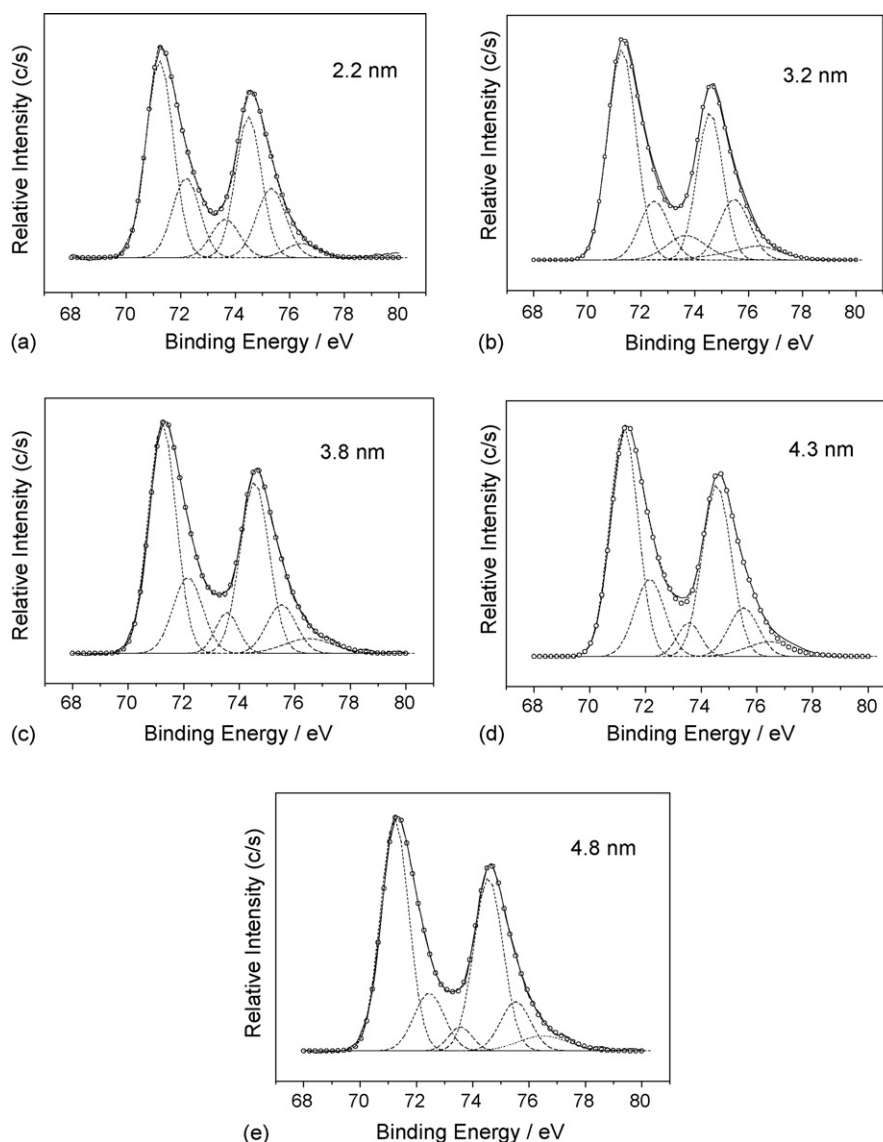 Relative Intensity (c/s)
2.2 nm
68 70 72 74 76 78 80
Binding Energy / eV
(a)
Relative Intensity (c/s)
3.2 nm
68 70 72 74 76 78 80
Binding Energy / eV
(b)
Relative Intensity (c/s)
3.8 nm
68 70 72 74 76 78 80
Binding Energy / eV
(c)
Relative Intensity (c/s)
4.3 nm
68 70 72 74 76 78 80
Binding Energy / eV
(d)
Relative Intensity (c/s)
4.8 nm
68 70 72 74 76 78 80
Binding Energy / eV
(e)